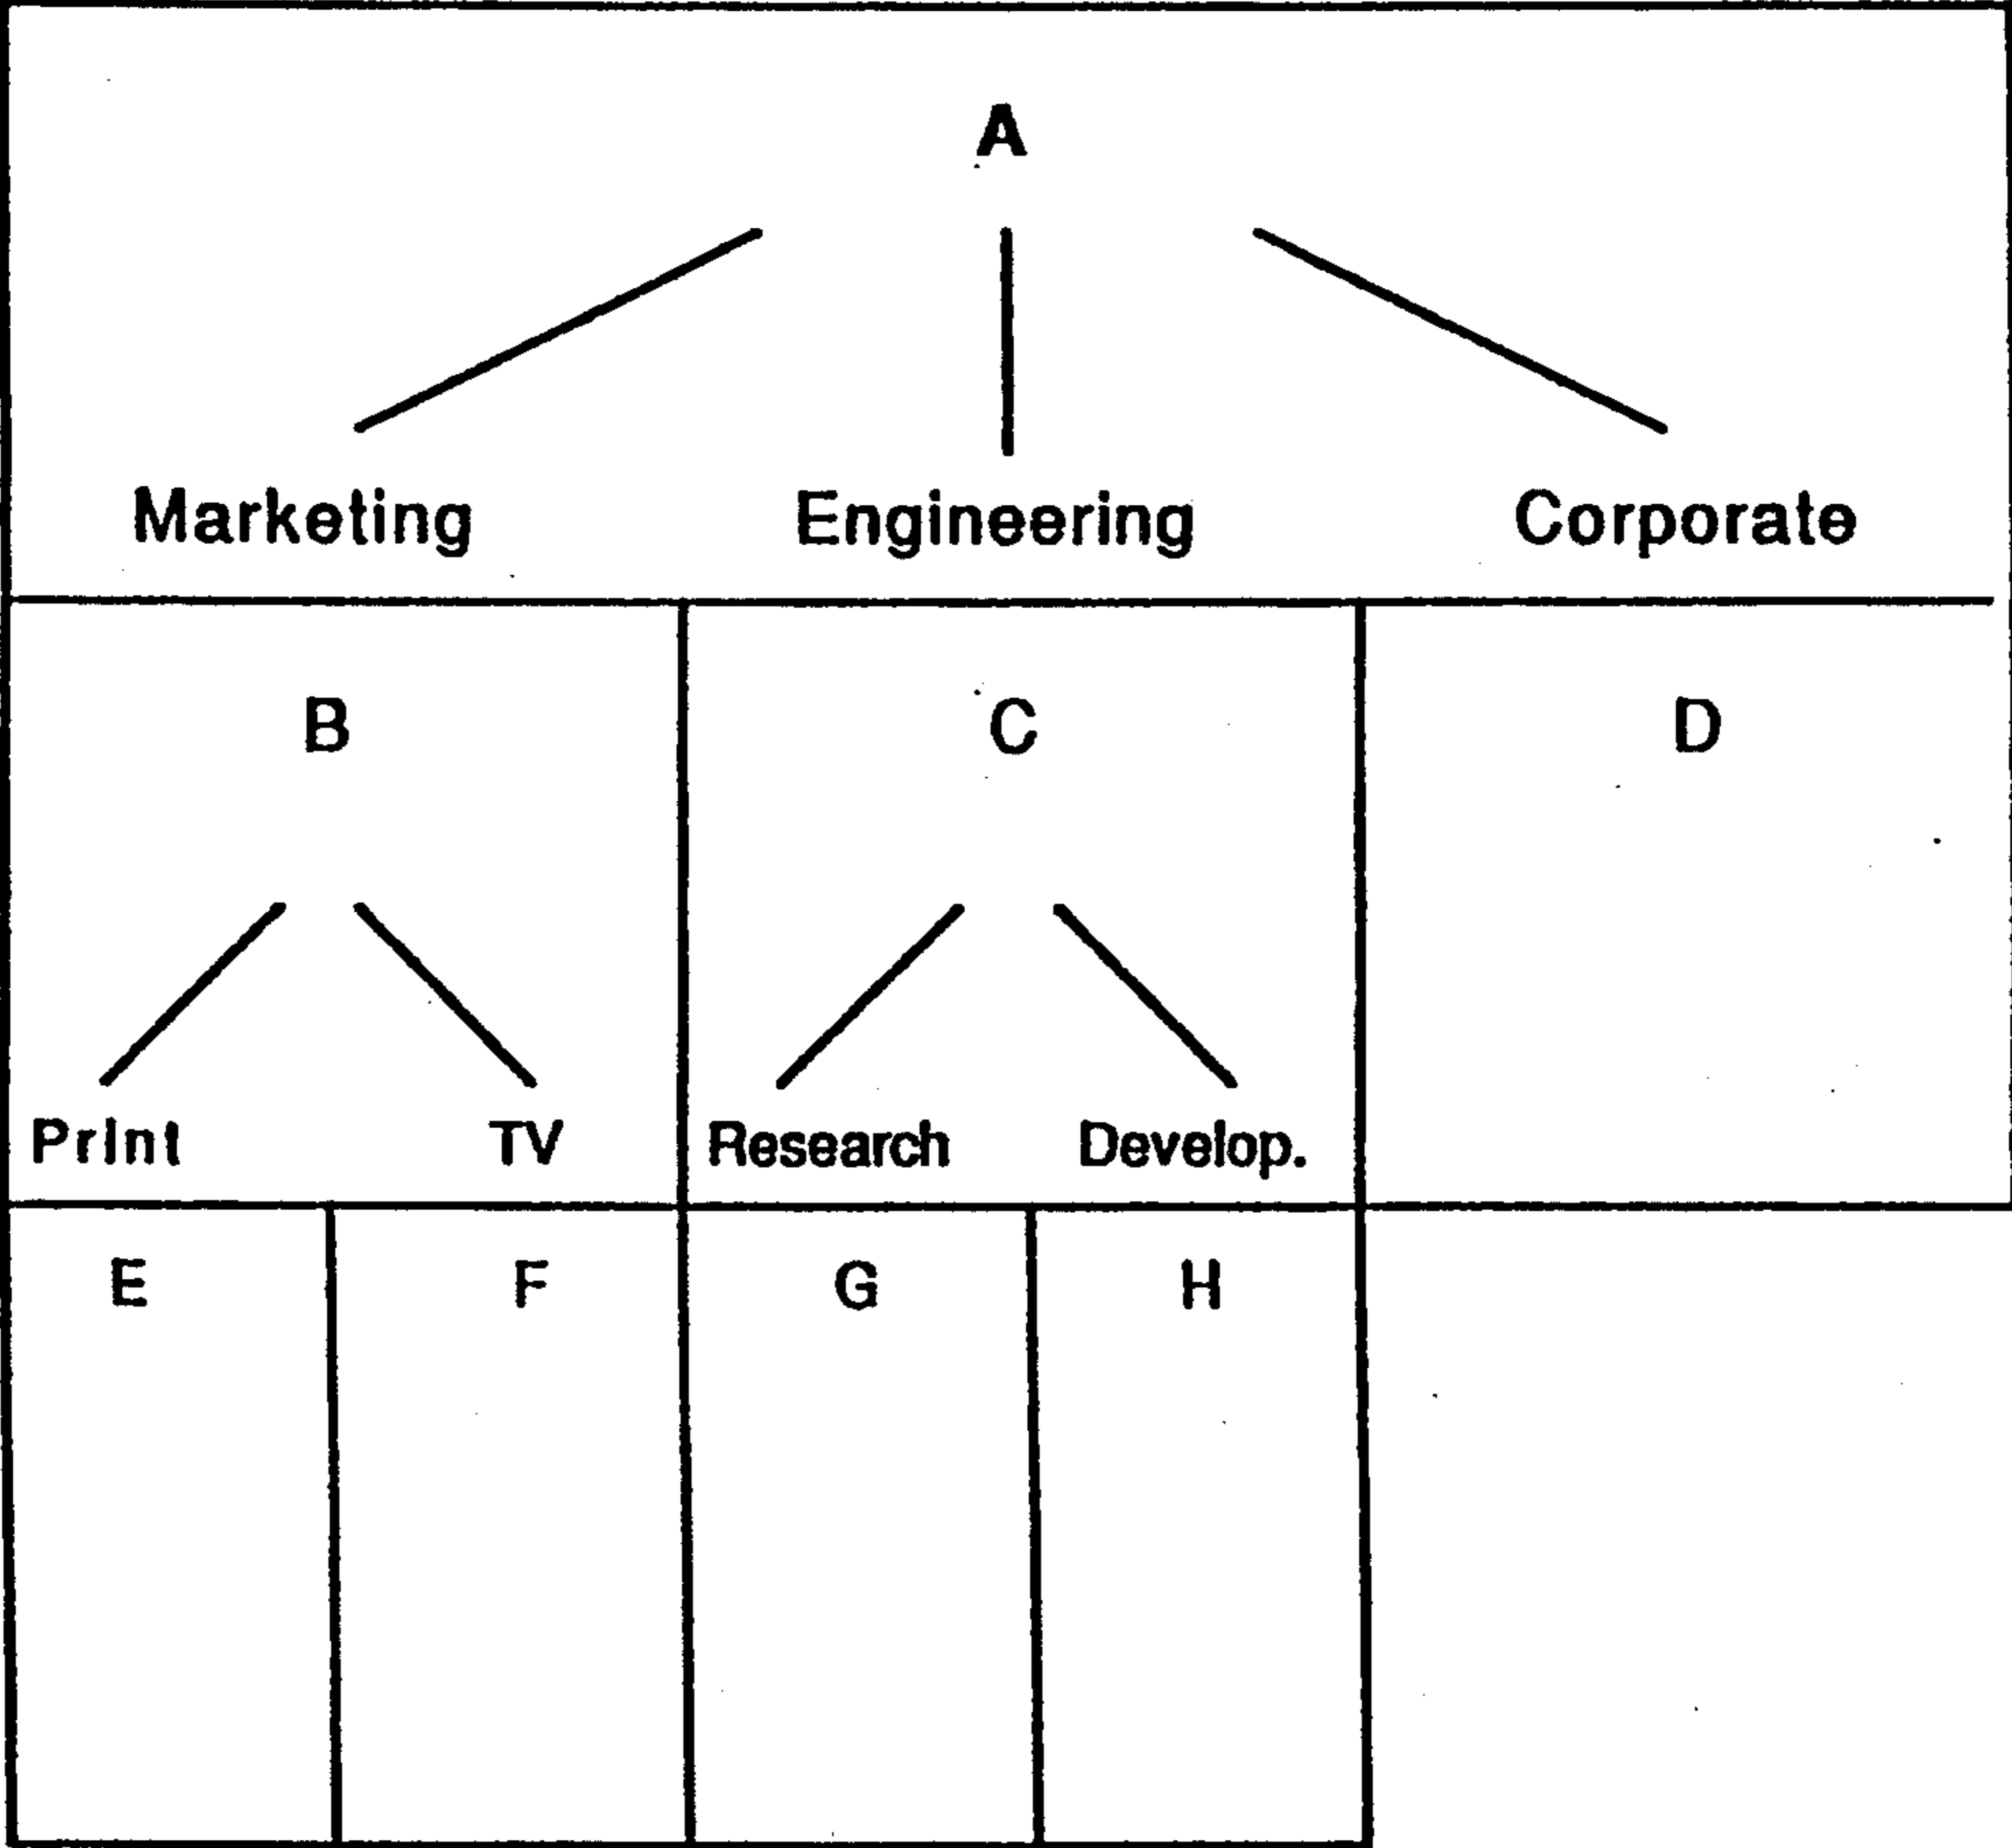 A
Marketing Engineering Corporate
B C D
Print TV Research Develop.
E F G H